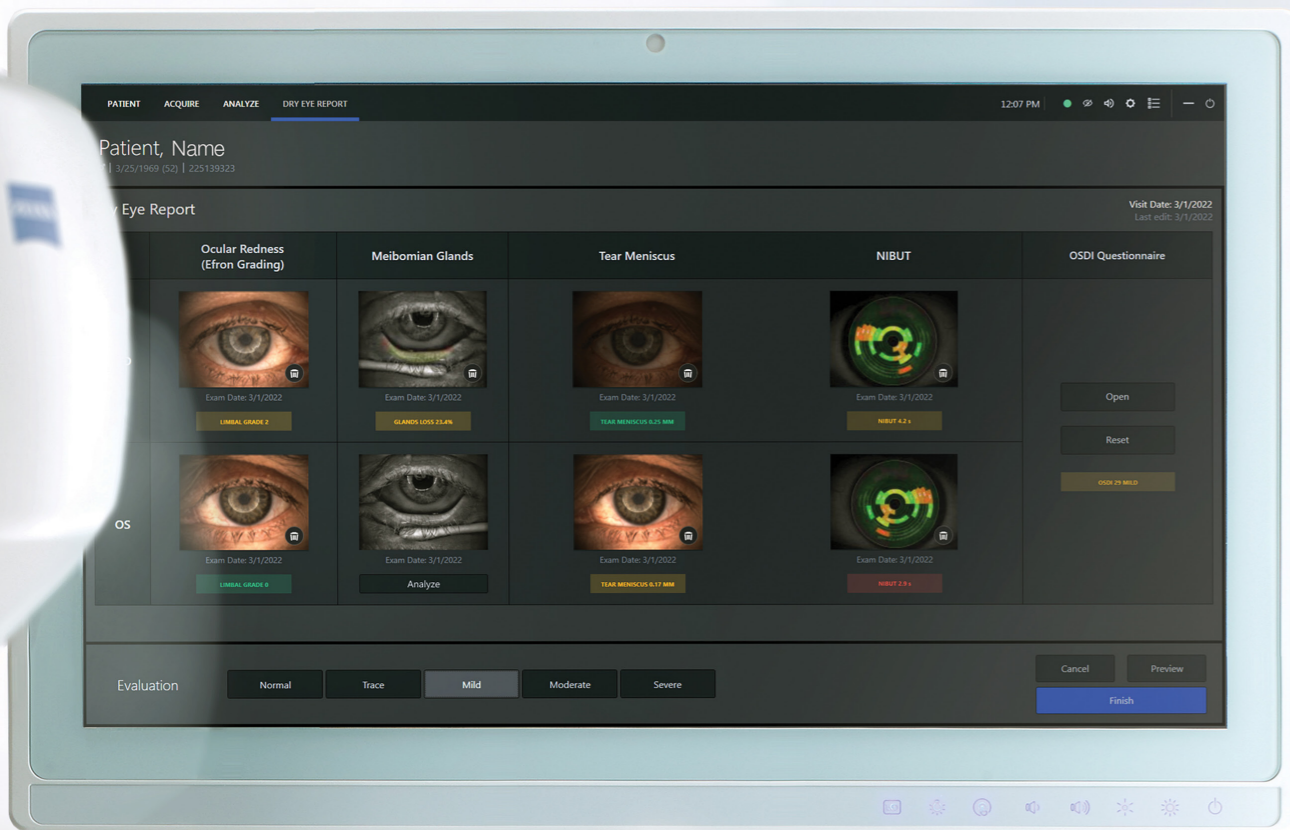 PATIENT ACQUIRE ANALYZE DRY EYE REPORT 12:07 PM
Patient, Name
3/25/1969 (52) | 225139323
Eye Report
Visit Date: 3/1/2022
Last edit: 3/1/2022
Ocular Redness
(Efron Grading)
Meibomian Glands
Tear Meniscus
NIBUT
OSDI Questionnaire
Exam Date: 3/1/2022
Exam Date: 3/1/2022
Exam Date: 3/1/2022
Exam Date: 3/1/2022
LIMBAL GRADE 2
GLANDS LOSS 23.4%
TEAR MENISCUS 0.25 MM
NIBUT 4.2 s
Open
Reset
OSDI 29 MILD
OS
Exam Date: 3/1/2022
Exam Date: 3/1/2022
Exam Date: 3/1/2022
Exam Date: 3/1/2022
LIMBAL GRADE 0
Analyze
TEAR MENISCUS 0.17 MM
NIBUT 2.9 s
Evaluation
Normal
Trace
Mild
Moderate
Severe
Cancel
Preview
Finish